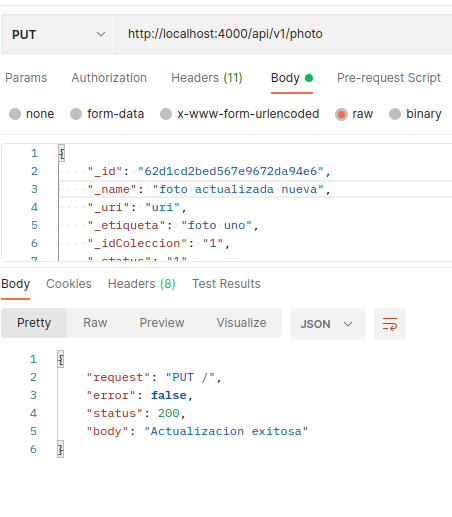 PUT http://localhost:4000/api/v1/photo
Params Authorization Headers (11) Body Pre-request Script
none form-data x-www-form-urlencoded raw binary
1 {
2 "_id": "62d1cd2bed567e9672da94e6",
3 "_name": "foto actualizada nueva",
4 "_uri": "uri",
5 "_etiqueta": "foto uno",
6 "_idColeccion": "1",
7 "_status": "1"
Body Cookies Headers (8) Test Results
Pretty Raw Preview Visualize JSON
1 {
2 "request": "PUT /",
3 "error": false,
4 "status": 200,
5 "body": "Actualizacion exitosa"
6 }